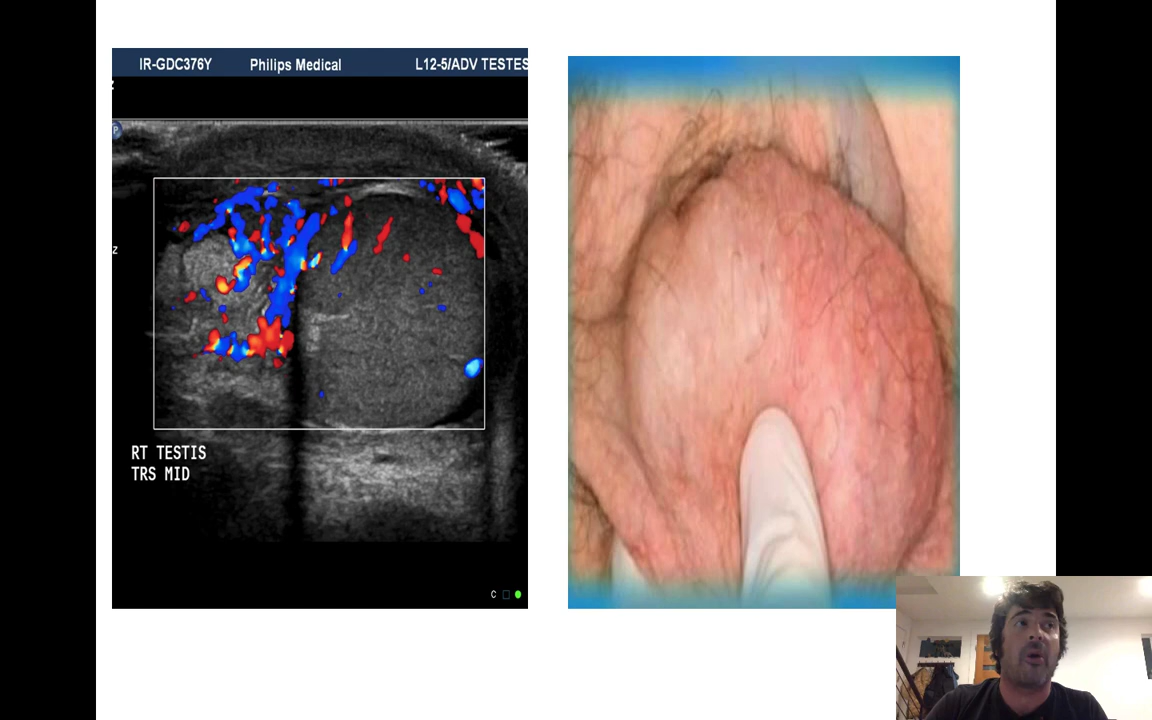 IR-GDC376Y Philips Medical L12-5/ADV TESTES
P
z
RT TESTIS
TRS MID
C